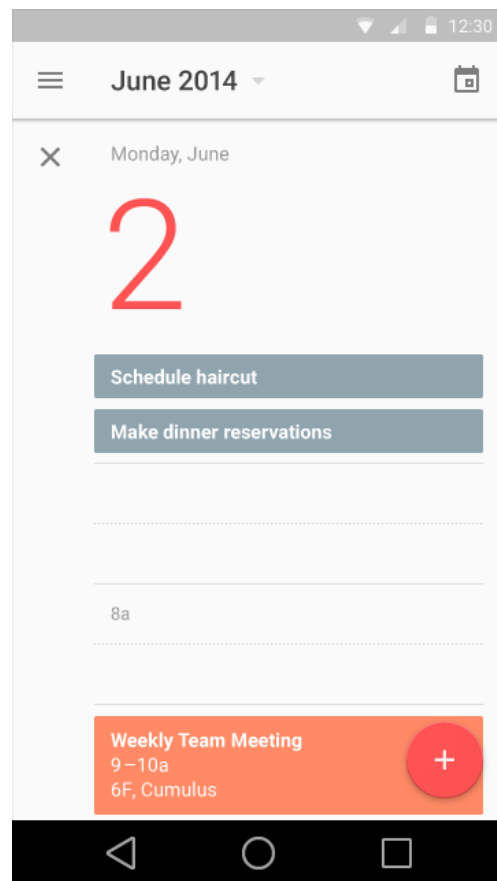 12:30
June 2014
Monday, June
2
Schedule haircut
Make dinner reservations
8a
Weekly Team Meeting
9–10a
6F, Cumulus